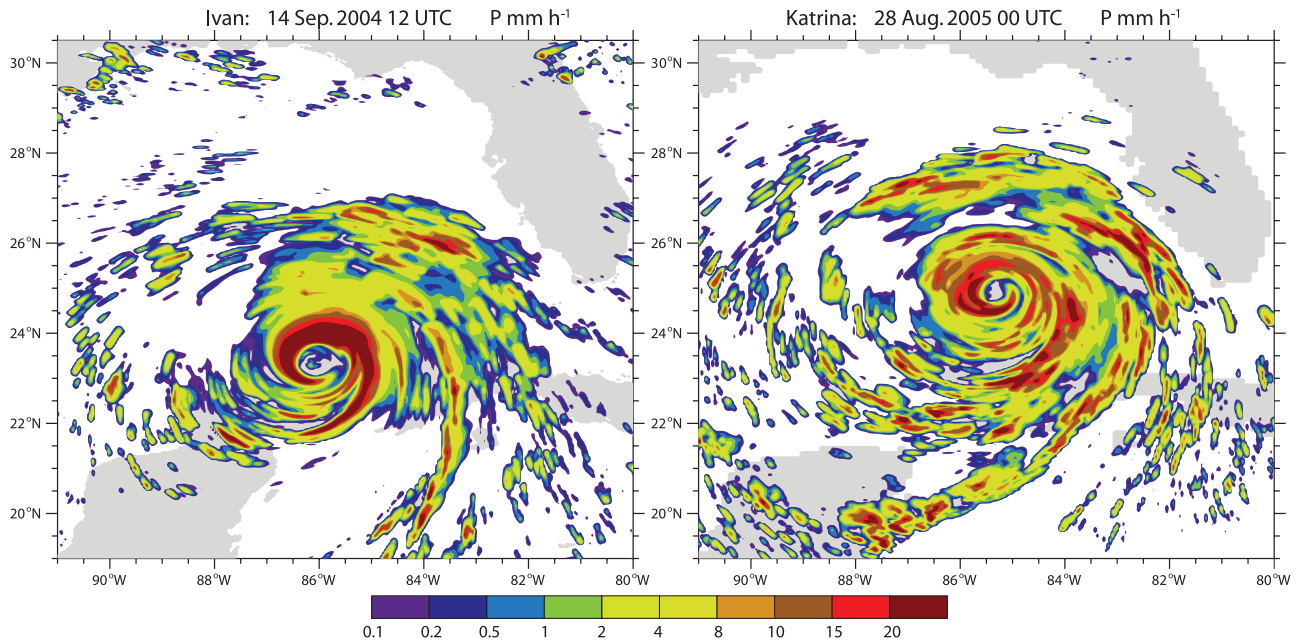 Ivan: 14 Sep. 2004 12 UTC P mm h⁻¹
Katrina: 28 Aug. 2005 00 UTC P mm h⁻¹
30°N
28°N
26°N
24°N
22°N
20°N
90°W 88°W 86°W 84°W 82°W 80°W
30°N
28°N
26°N
24°N
22°N
20°N
90°W 88°W 86°W 84°W 82°W 80°W
0.1 0.2 0.5 1 2 4 8 10 15 20